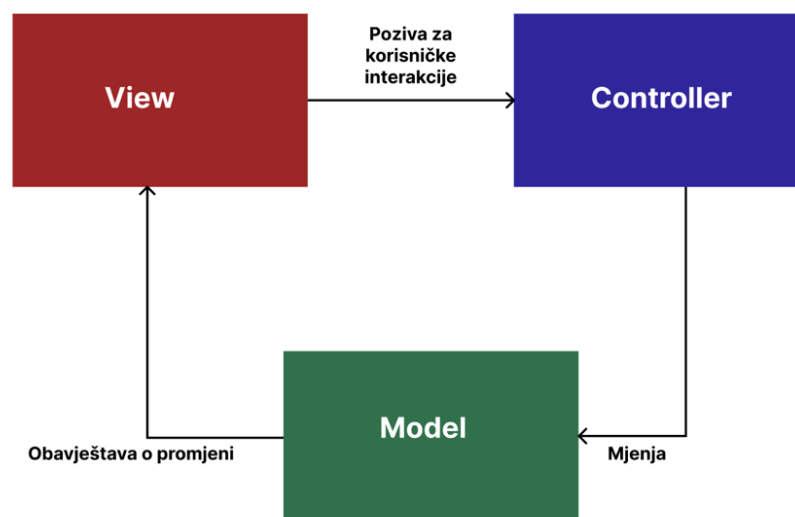 View
Poziva za
korisničke
interakcije
Controller
Model
Obavještava o promjeni
Mjenja